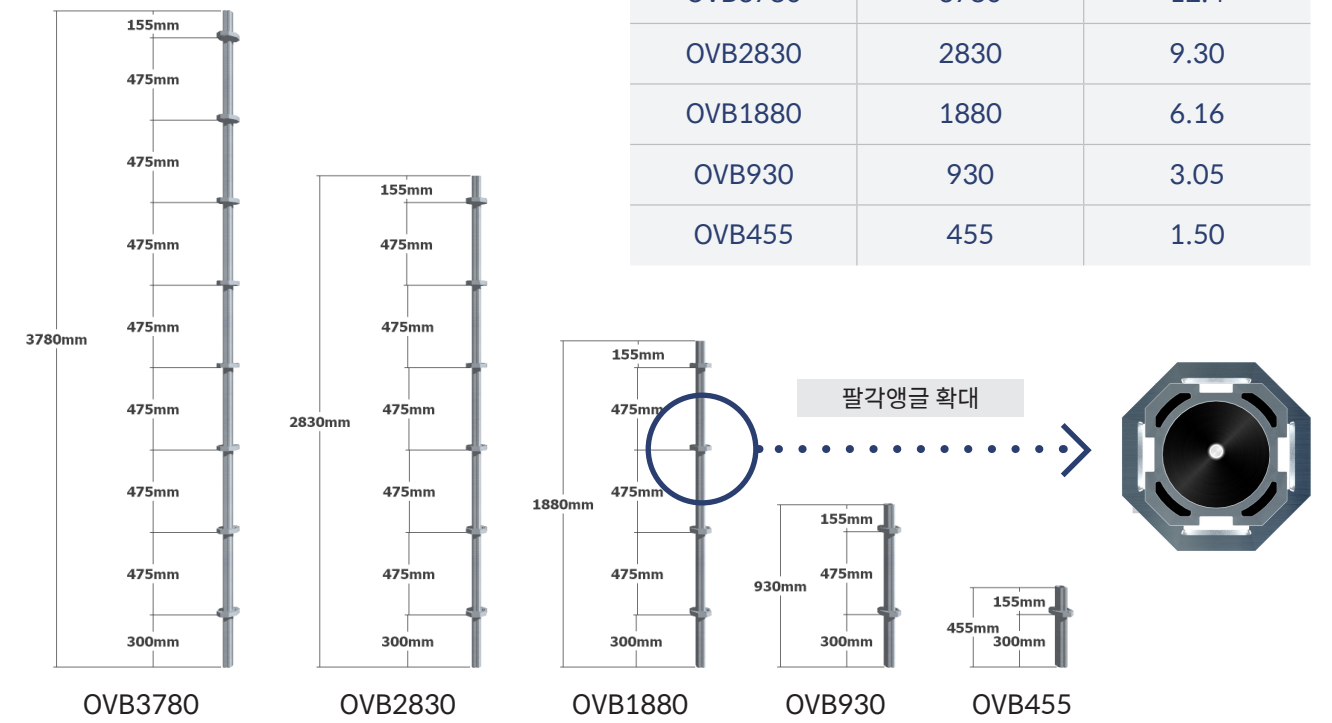 OVB2830 2830 9.30
OVB1880 1880 6.16
OVB930 930 3.05
OVB455 455 1.50
155mm
475mm
475mm
475mm
475mm
475mm
475mm
475mm
300mm
3780mm
OVB3780
155mm
475mm
475mm
475mm
475mm
475mm
300mm
2830mm
OVB2830
155mm
475mm
475mm
475mm
300mm
1880mm
OVB1880
팔각앵글 확대
155mm
475mm
300mm
930mm
OVB930
155mm
300mm
455mm
OVB455